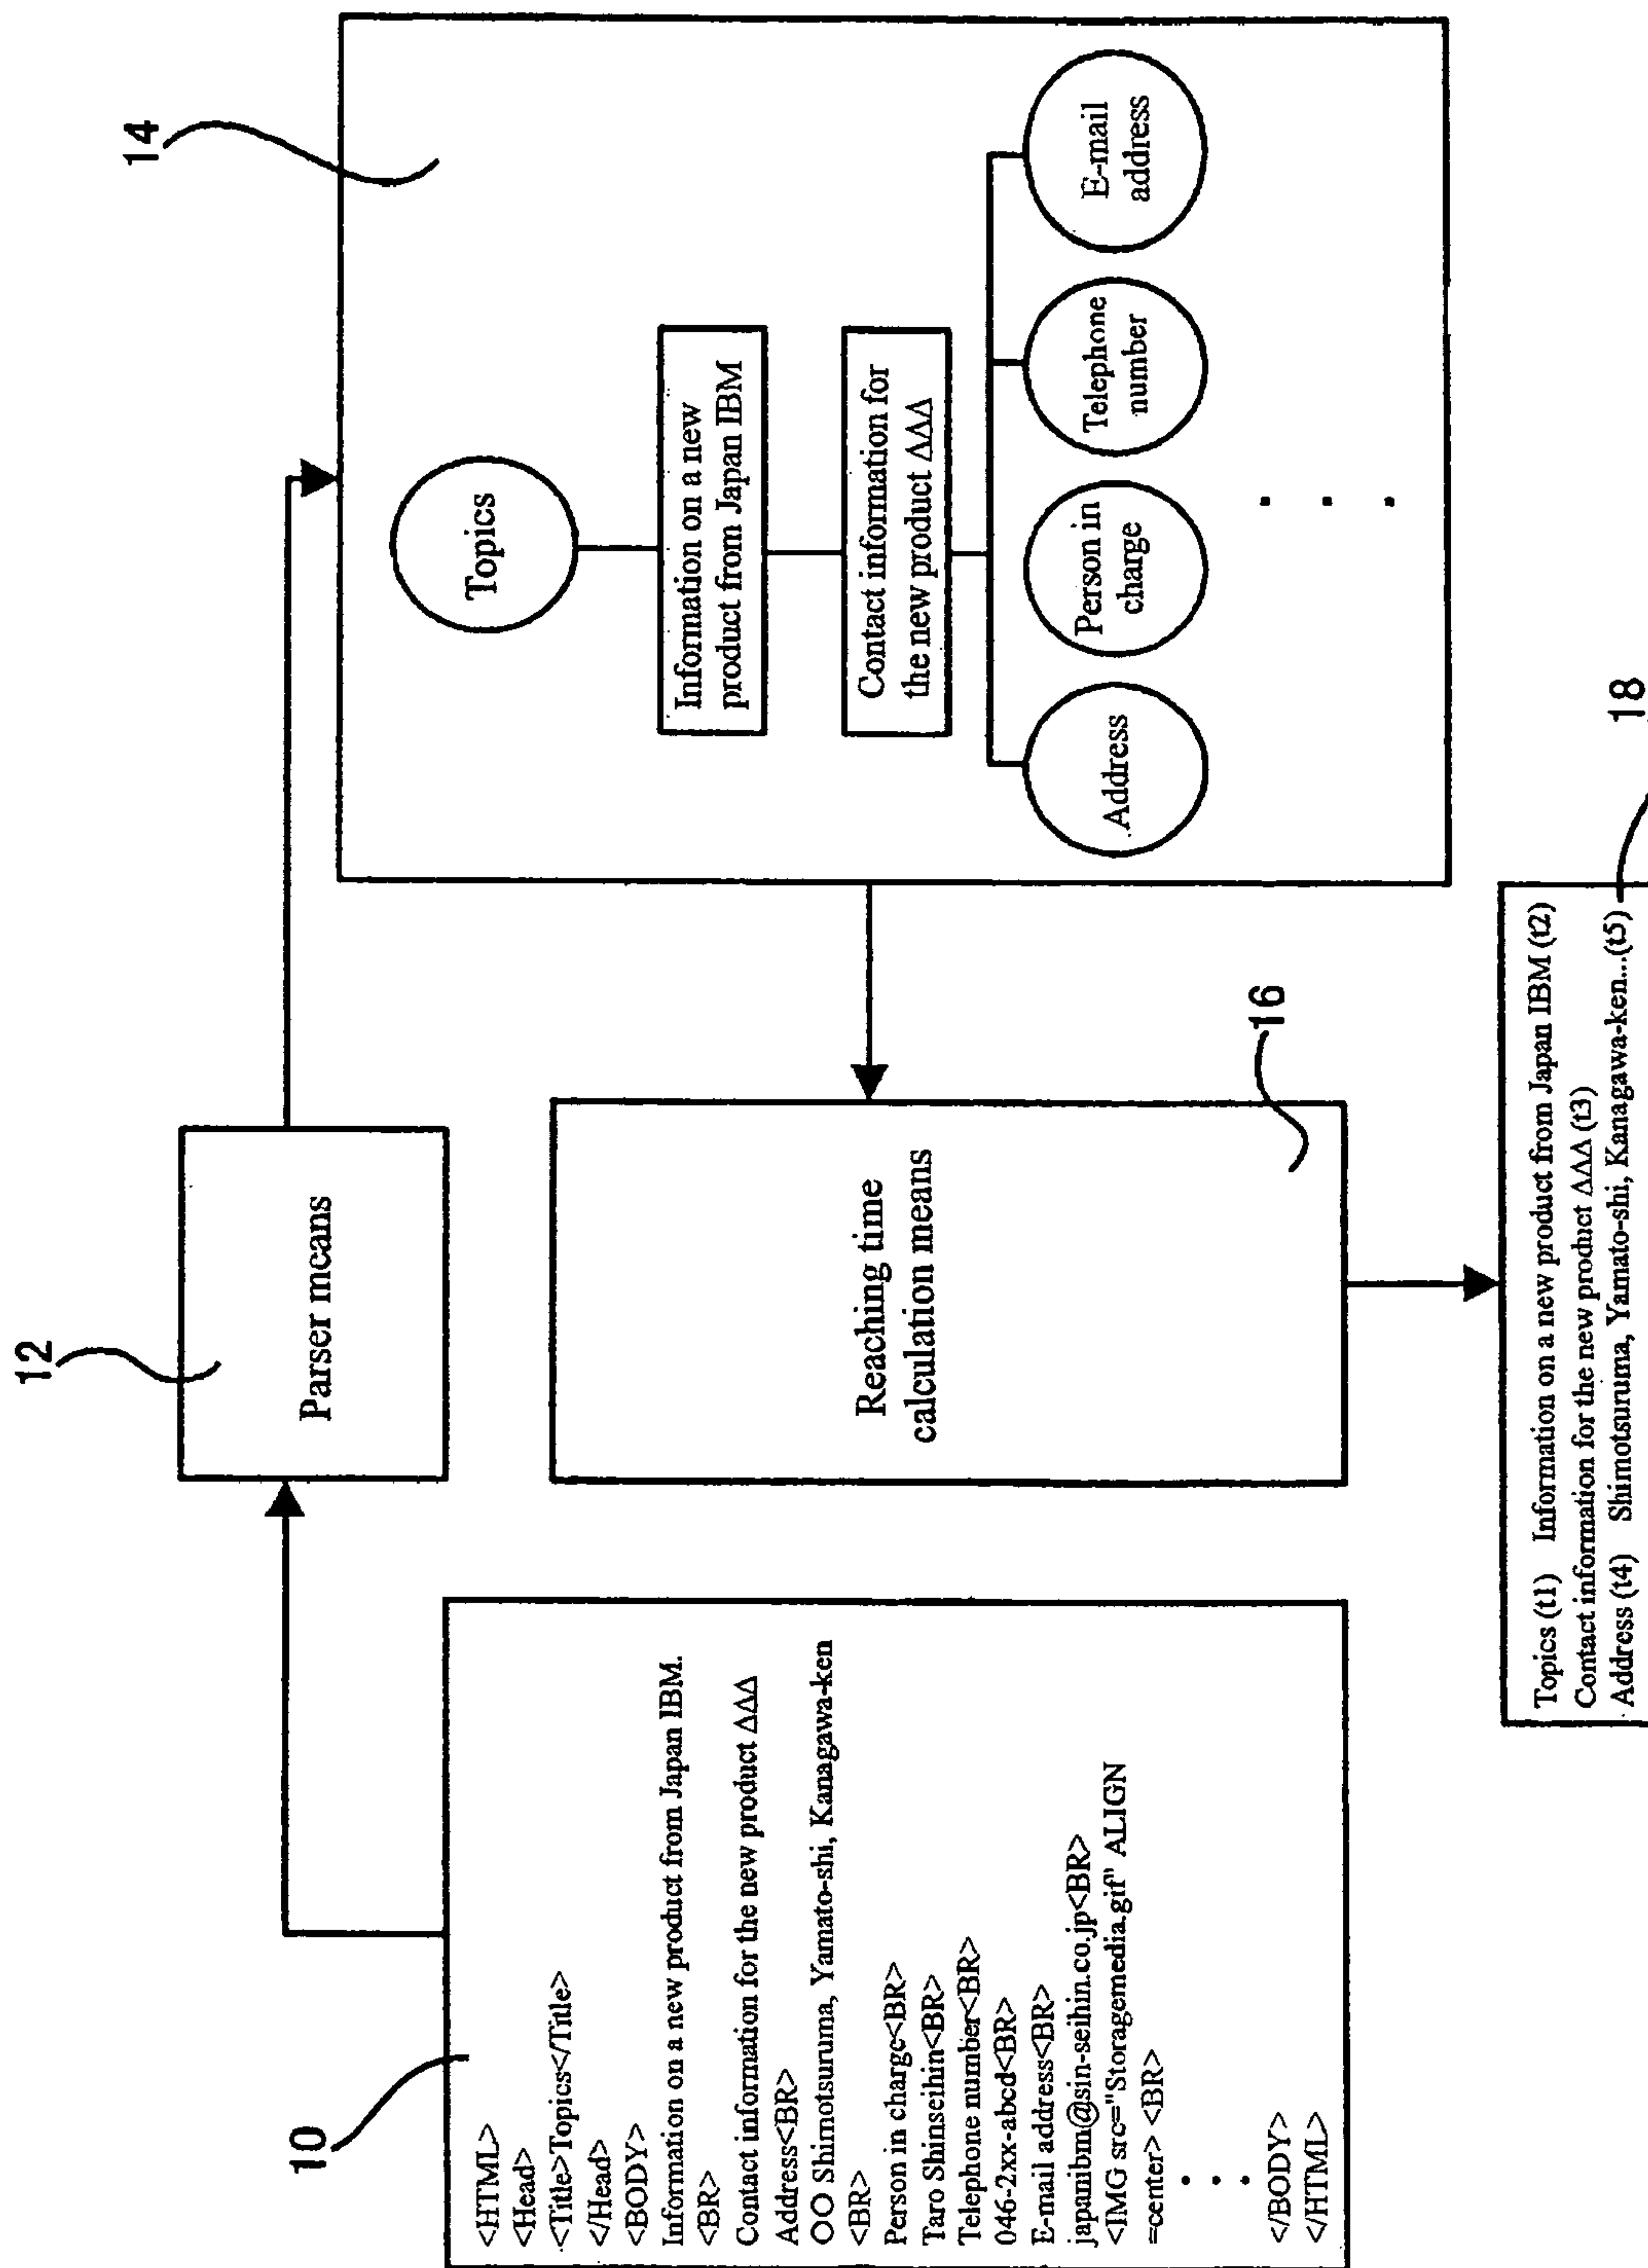 10
<HTML>
<Head>
<Title>Topics</Title>
</Head>
<BODY>
Information on a new product from Japan IBM.
<BR>
Contact information for the new product ΔΔΔ
Address<BR>
OO Shimotsuruma, Yamato-shi, Kanagawa-ken
<BR>
Person in charge<BR>
Taro Shinseihin<BR>
Telephone number<BR>
046-2xx-abcd<BR>
E-mail address<BR>
japanibm@sin-seihin.co.jp<BR>
<IMG src="Storagemedia.gif" ALIGN
=center> <BR>
. . .
</BODY>
</HTML>
12
Parser means
14
Topics
Information on a new
product from Japan IBM
Contact information for
the new product ΔΔΔ
Address
Person in
charge
Telephone
number
E-mail
address
. . .
Reaching time
calculation means
16
Topics (t1) Information on a new product from Japan IBM (t2)
Contact information for the new product ΔΔΔ (t3)
Address (t4) Shimotsuruma, Yamato-shi, Kanagawa-ken...(t5)
18